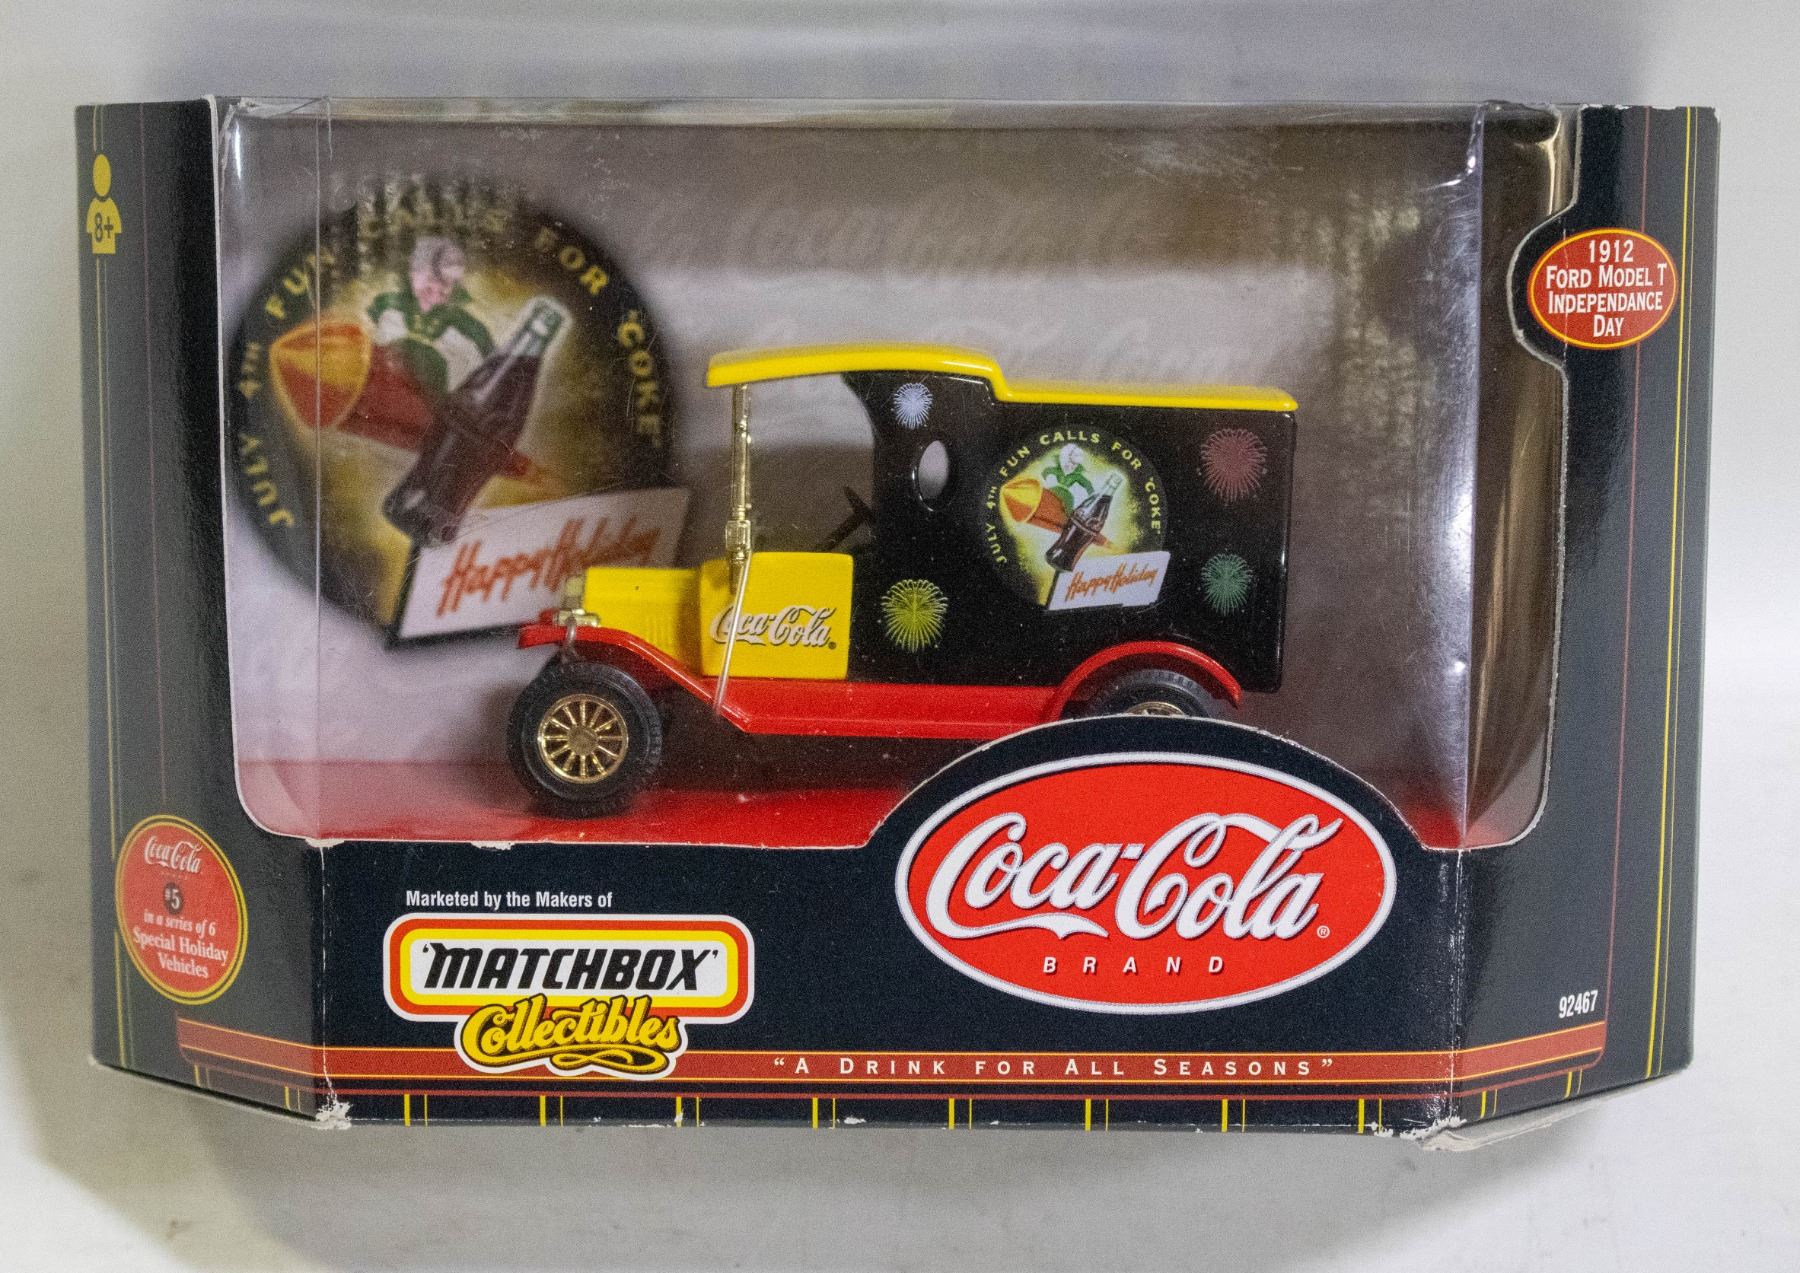 8+
JULY 4TH FUN CALLS FOR "COKE"
Happy Holiday
1912
FORD MODEL T
INDEPENDANCE
DAY
JULY 4TH FUN CALLS FOR "COKE"
Happy Holiday
Coca-Cola®
Coca-Cola
#5
in a series of 6
Special Holiday
Vehicles
Marketed by the Makers of
'MATCHBOX'
Collectibles
Coca-Cola®
BRAND
92467
"A DRINK FOR ALL SEASONS"